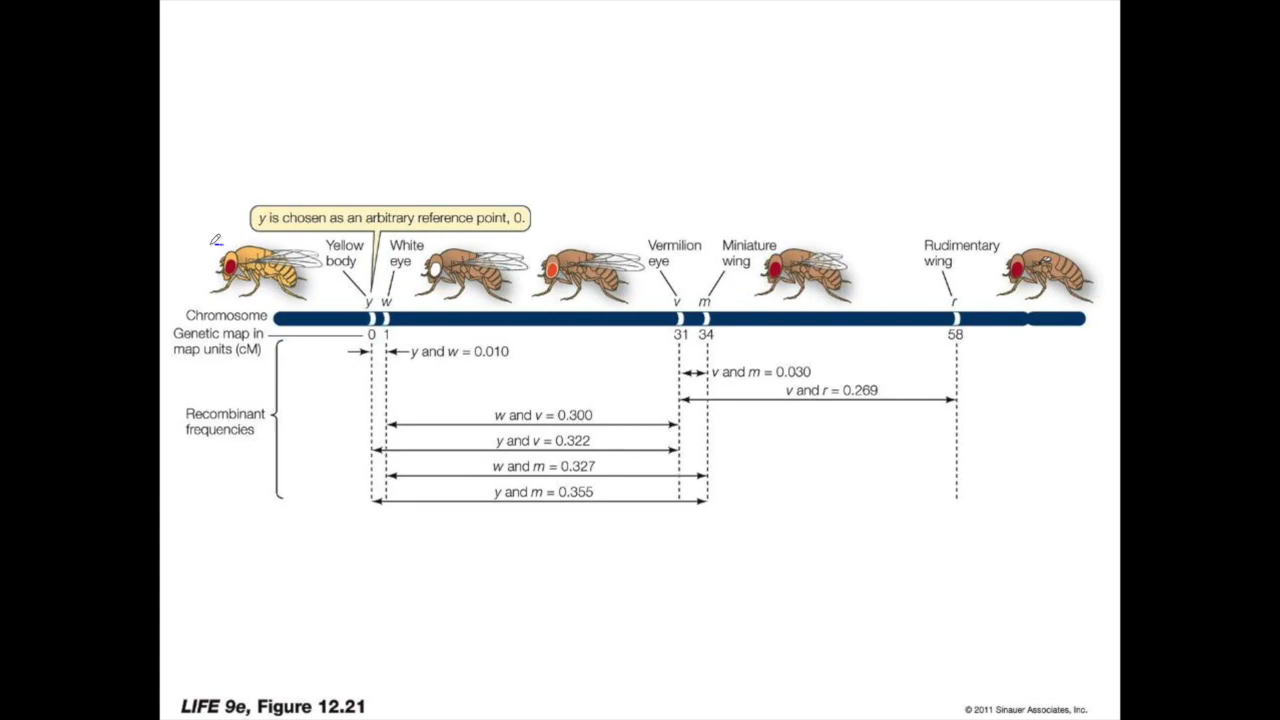 y is chosen as an arbitrary reference point, 0.
Yellow
body
White
eye
Vermilion
eye
Miniature
wing
Rudimentary
wing
y w v m r
Chromosome
Genetic map in
map units (cM)
0 1 31 34 58
y and w = 0.010
v and m = 0.030
v and r = 0.269
Recombinant
frequencies
w and v = 0.300
y and v = 0.322
w and m = 0.327
y and m = 0.355
LIFE 9e, Figure 12.21
© 2011 Sinauer Associates, Inc.